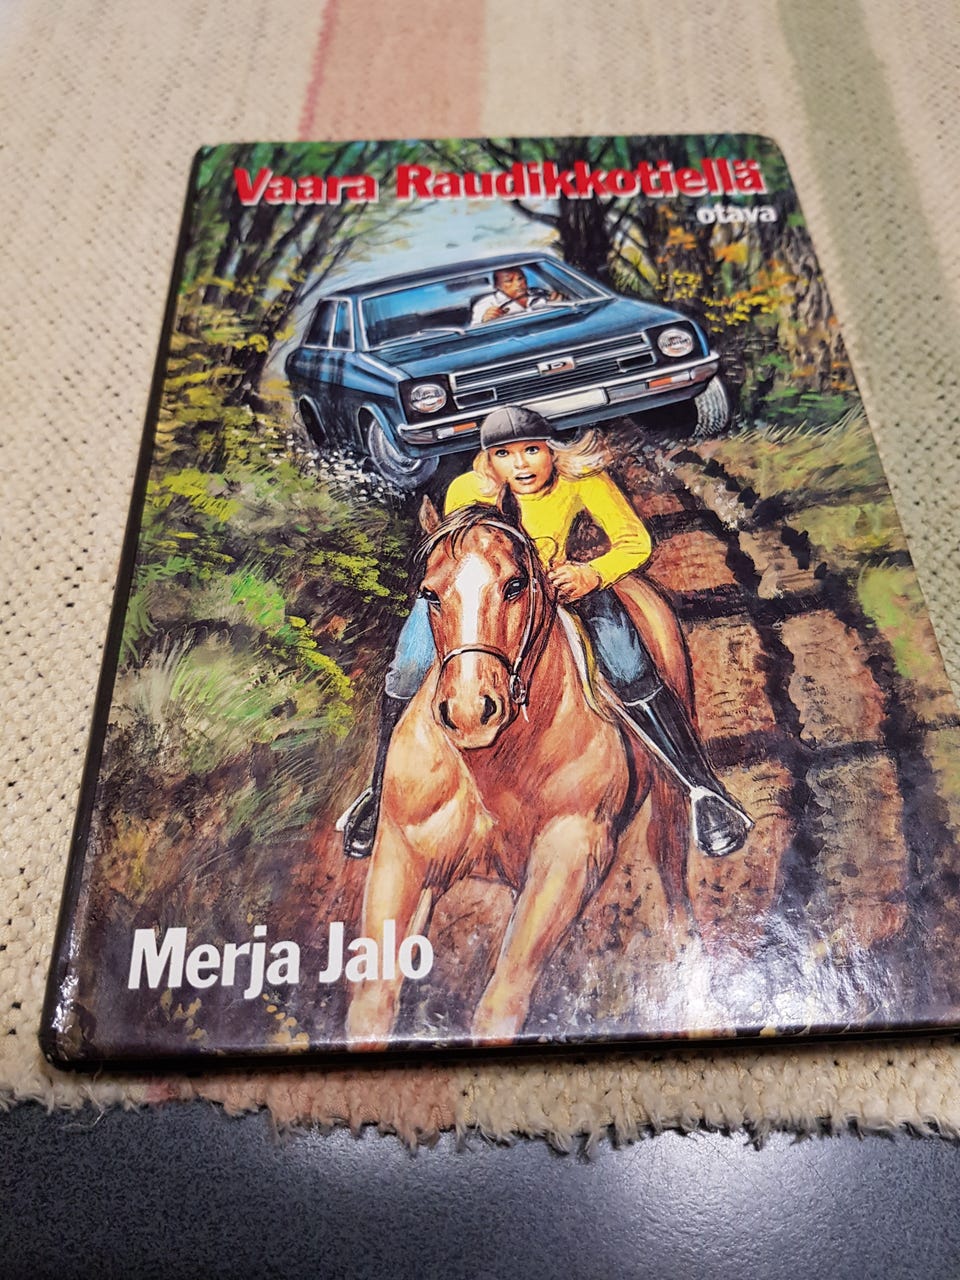 Vaara Raudikkotiellä
otava
Merja Jalo